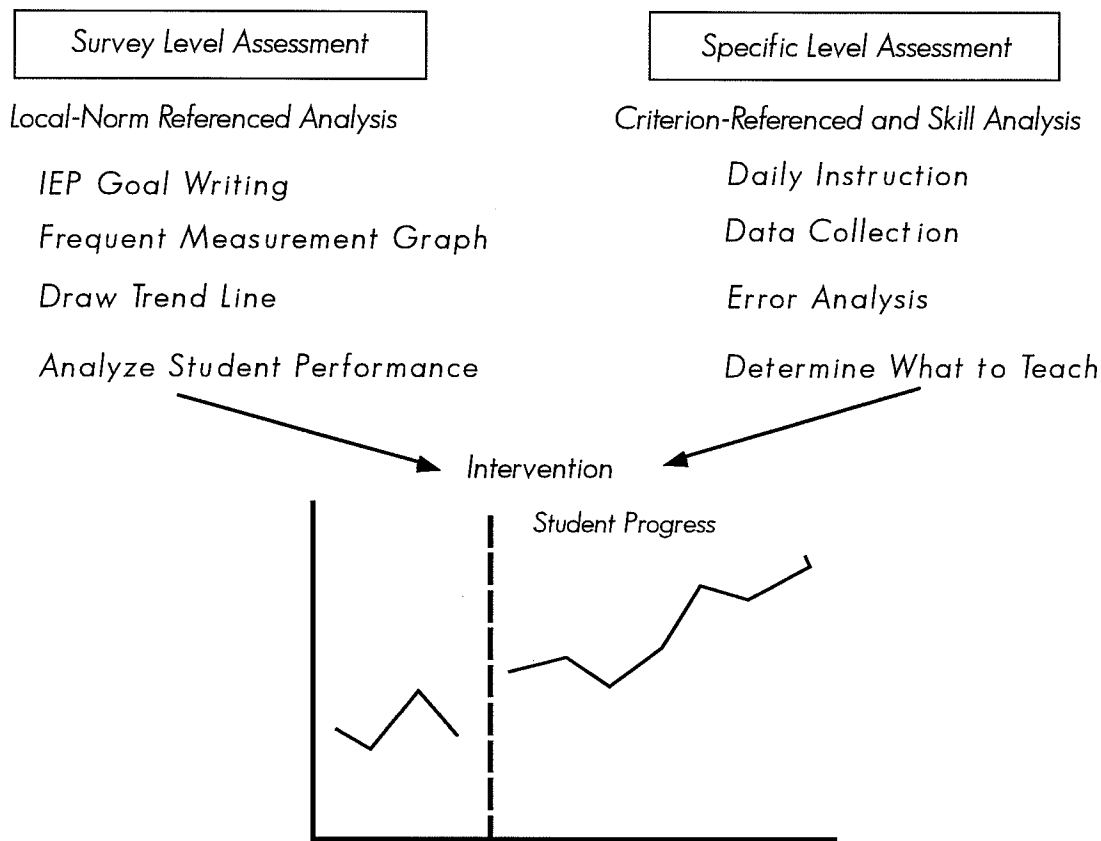 Survey Level Assessment
Local-Norm Referenced Analysis
IEP Goal Writing
Frequent Measurement Graph
Draw Trend Line
Analyze Student Performance
Specific Level Assessment
Criterion-Referenced and Skill Analysis
Daily Instruction
Data Collection
Error Analysis
Determine What to Teach
Intervention
Student Progress